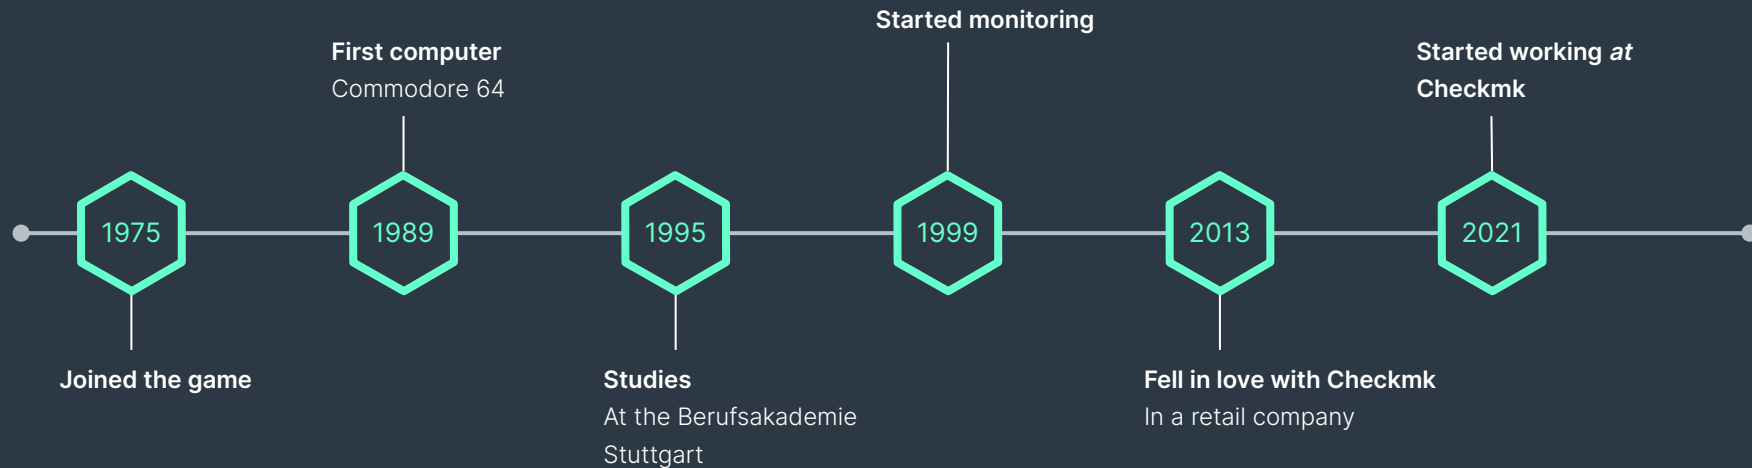 1975
Joined the game
First computer
Commodore 64
1989
1995
Studies
At the Berufsakademie
Stuttgart
Started monitoring
1999
2013
Fell in love with Checkmk
In a retail company
Started working at
Checkmk
2021